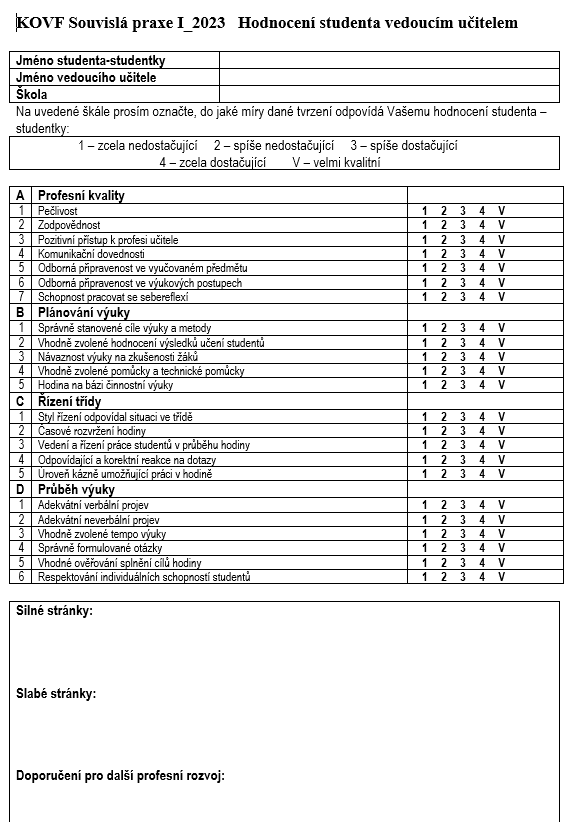 KOVF Souvislá praxe I_2023 Hodnocení studenta vedoucím učitelem
Jméno studenta-studentky
Jméno vedoucího učitele
Škola
Na uvedené škále prosím označte, do jaké míry dané tvrzení odpovídá Vašemu hodnocení studenta –
studentky:
1 – zcela nedostačující 2 – spíše nedostačující 3 – spíše dostačující
4 – zcela dostačující V – velmi kvalitní
A Profesní kvality
1 Pečlivost 1 2 3 4 V
2 Zodpovědnost 1 2 3 4 V
3 Pozitivní přístup k profesi učitele 1 2 3 4 V
4 Komunikační dovednosti 1 2 3 4 V
5 Odborná připravenost ve vyučovaném předmětu 1 2 3 4 V
6 Odborná připravenost ve výukových postupech 1 2 3 4 V
7 Schopnost pracovat se sebereflexí 1 2 3 4 V
B Plánování výuky
1 Správně stanovené cíle výuky a metody 1 2 3 4 V
2 Vhodně zvolené hodnocení výsledků učení studentů 1 2 3 4 V
3 Návaznost výuky na zkušenosti žáků 1 2 3 4 V
4 Vhodně zvolené pomůcky a technické pomůcky 1 2 3 4 V
5 Hodina na bázi činnostní výuky 1 2 3 4 V
C Řízení třídy
1 Styl řízení odpovídal situaci ve třídě 1 2 3 4 V
2 Časové rozvržení hodiny 1 2 3 4 V
3 Vedení a řízení práce studentů v průběhu hodiny 1 2 3 4 V
4 Odpovídající a korektní reakce na dotazy 1 2 3 4 V
5 Úroveň kázně umožňující práci v hodině 1 2 3 4 V
D Průběh výuky
1 Adekvátní verbální projev 1 2 3 4 V
2 Adekvátní neverbální projev 1 2 3 4 V
3 Vhodně zvolené tempo výuky 1 2 3 4 V
4 Správně formulované otázky 1 2 3 4 V
5 Vhodné ověřování splnění cílů hodiny 1 2 3 4 V
6 Respektování individuálních schopností studentů 1 2 3 4 V
Silné stránky:
Slabé stránky:
Doporučení pro další profesní rozvoj: